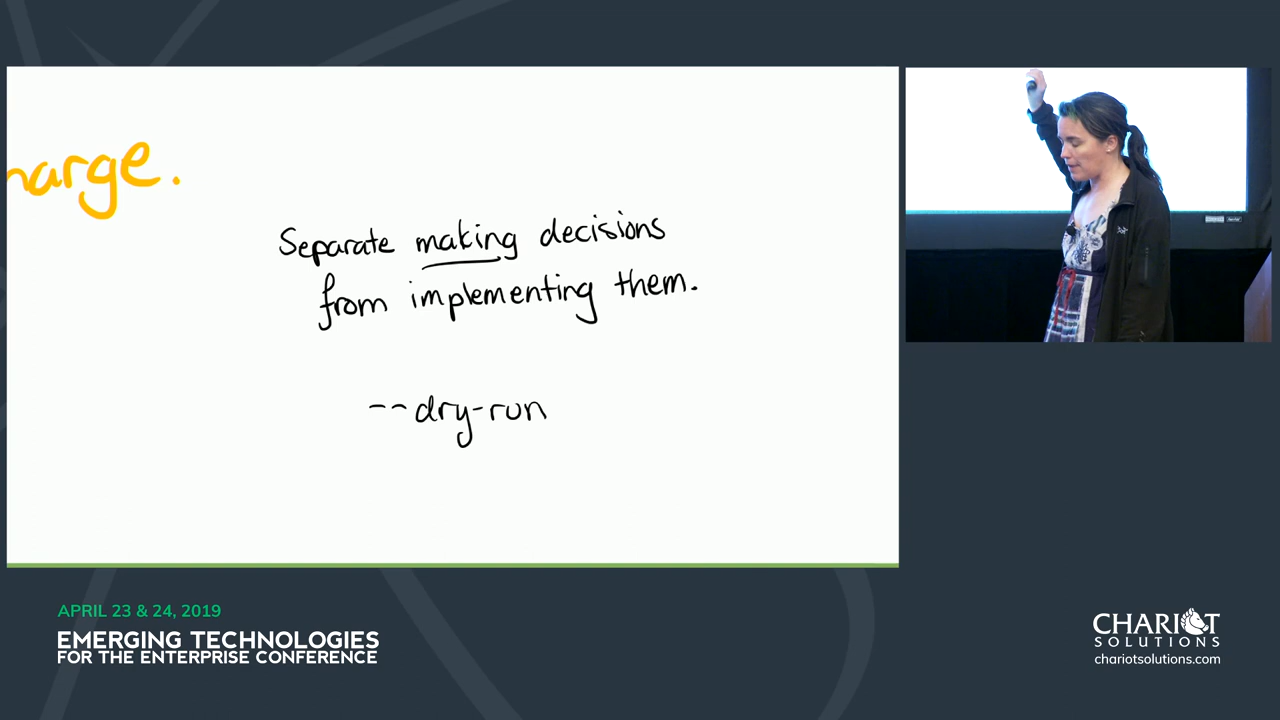 harge.
Separate making decisions
from implementing them.
--dry-run
APRIL 23 & 24, 2019
EMERGING TECHNOLOGIES
FOR THE ENTERPRISE CONFERENCE
CHARIOT
SOLUTIONS
chariotsolutions.com